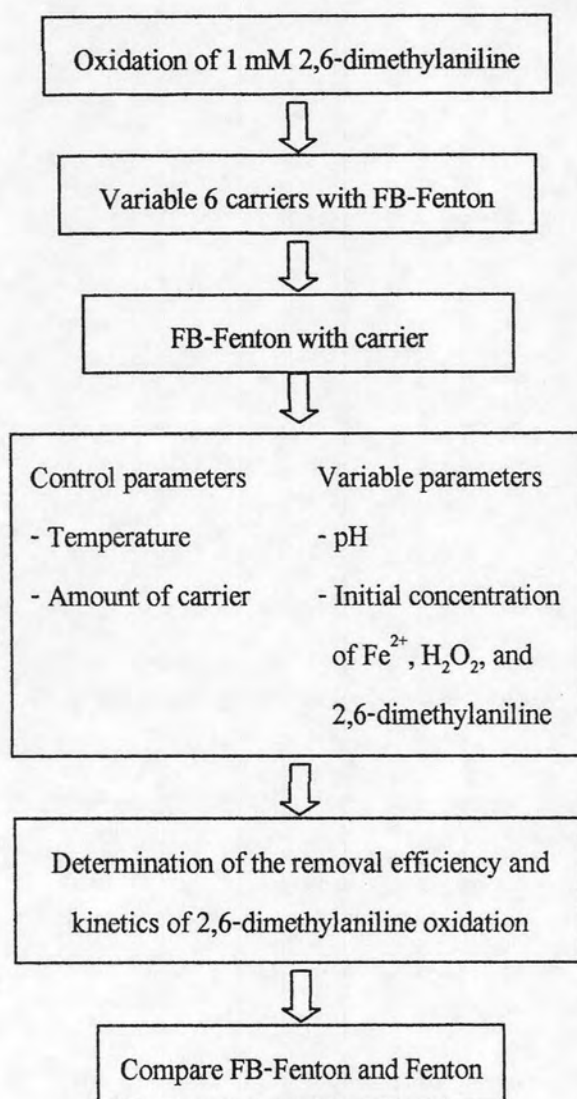 Oxidation of 1 mM 2,6-dimethylaniline
Variable 6 carriers with FB-Fenton
FB-Fenton with carrier
Control parameters
- Temperature
- Amount of carrier
Variable parameters
- pH
- Initial concentration
of Fe²⁺, H₂O₂, and
2,6-dimethylaniline
Determination of the removal efficiency and
kinetics of 2,6-dimethylaniline oxidation
Compare FB-Fenton and Fenton